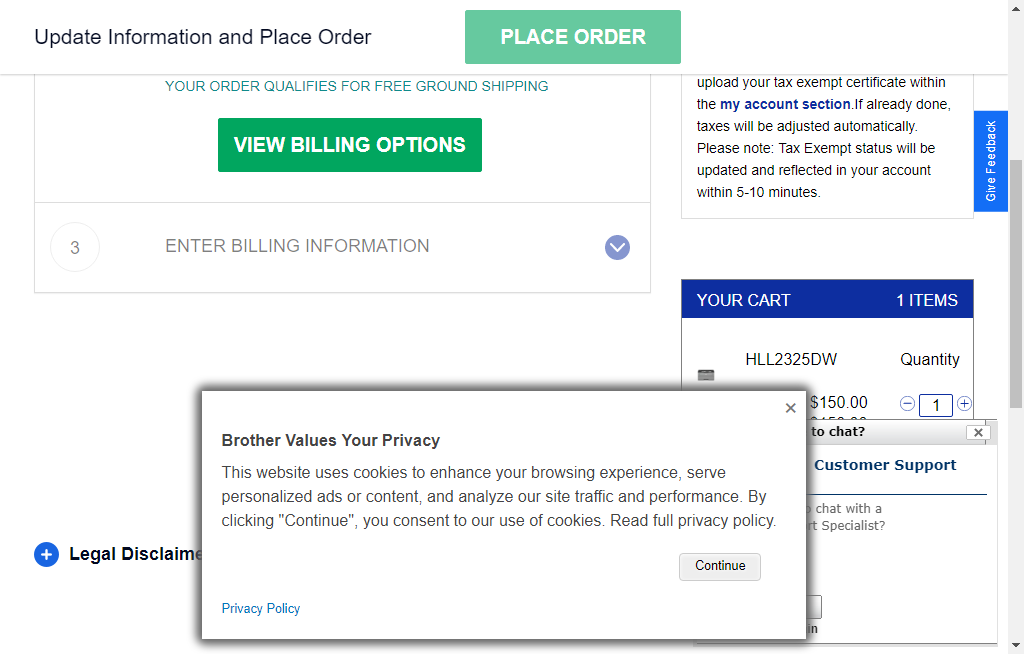 Update Information and Place Order
PLACE ORDER
YOUR ORDER QUALIFIES FOR FREE GROUND SHIPPING
VIEW BILLING OPTIONS
3
ENTER BILLING INFORMATION
upload your tax exempt certificate within
the my account section.If already done,
taxes will be adjusted automatically.
Please note: Tax Exempt status will be
updated and reflected in your account
within 5-10 minutes.
Give Feedback
YOUR CART 1 ITEMS
HLL2325DW Quantity
$150.00 1
to chat?
Customer Support
chat with a
Specialist?
Brother Values Your Privacy
This website uses cookies to enhance your browsing experience, serve
personalized ads or content, and analyze our site traffic and performance. By
clicking "Continue", you consent to our use of cookies. Read full privacy policy.
Continue
Privacy Policy
Legal Disclaime